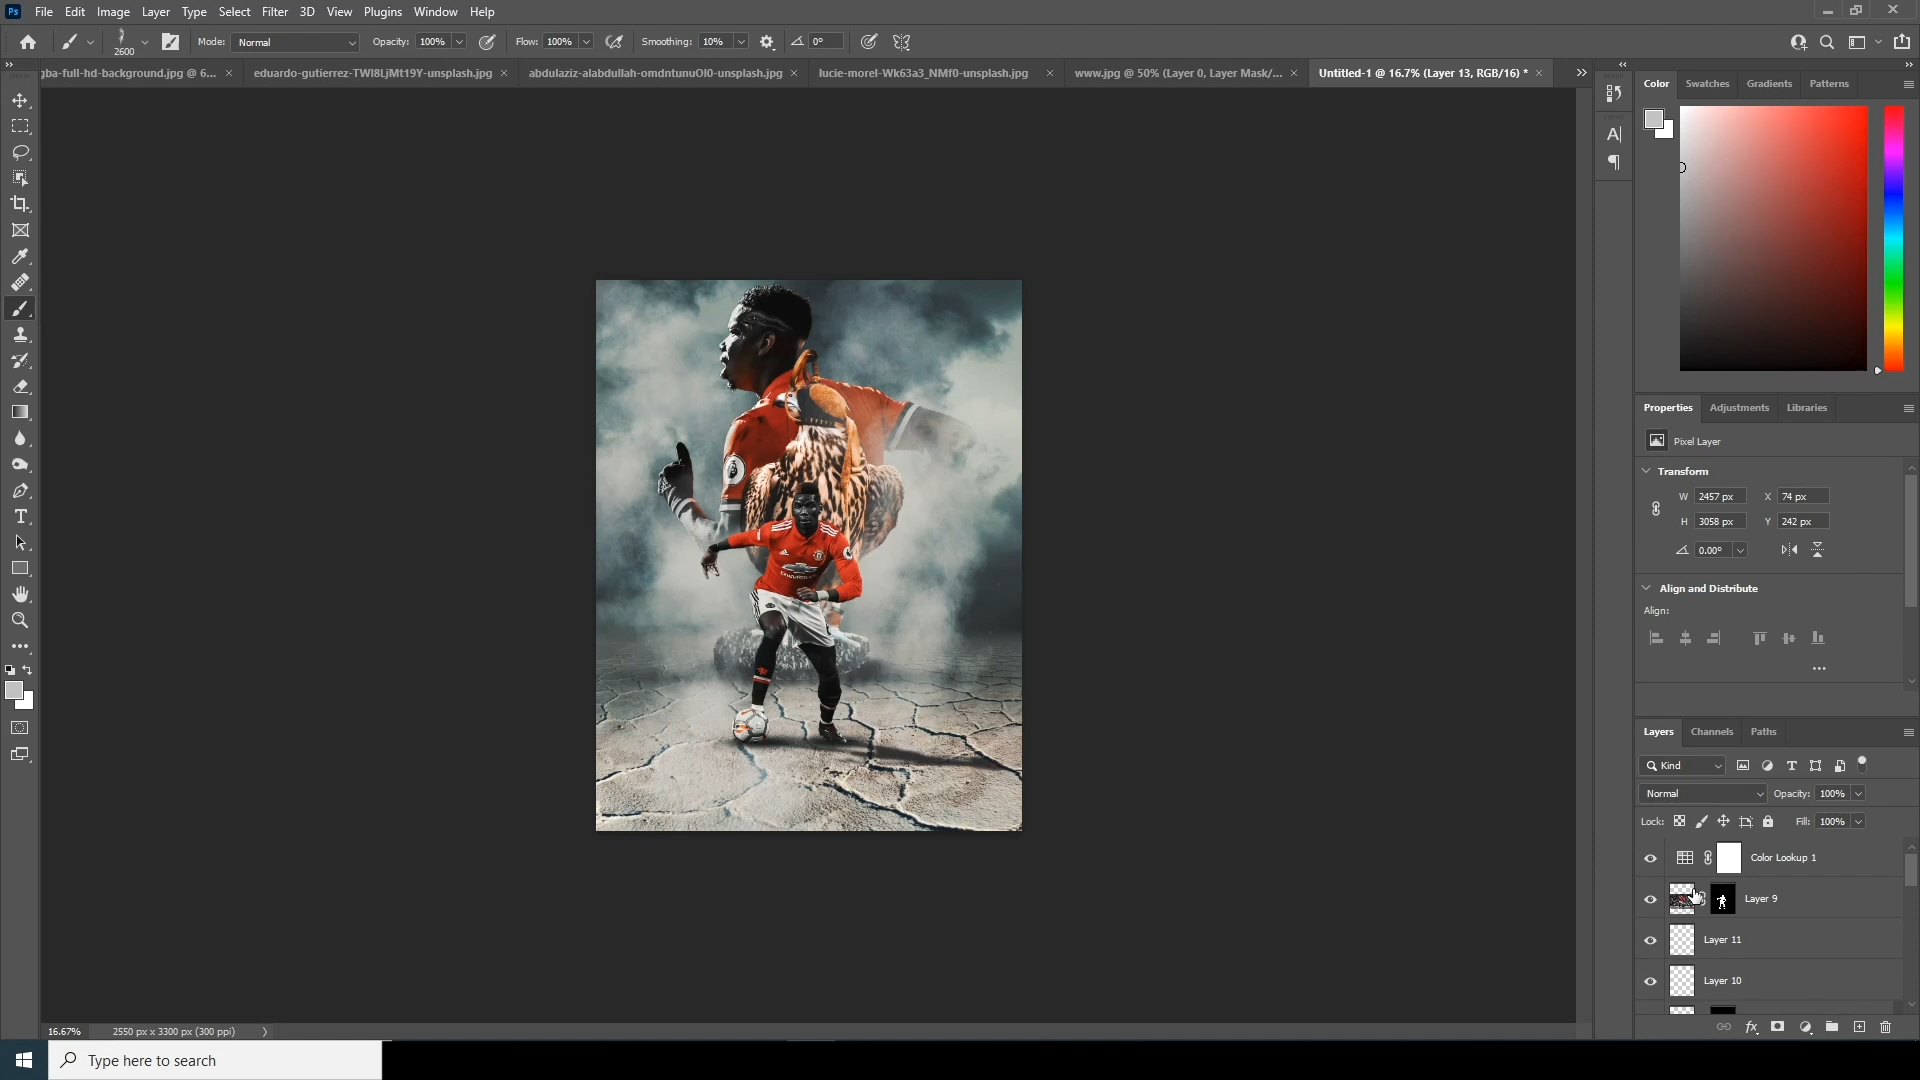 Ps File Edit Image Layer Type Select Filter 3D View Plugins Window Help
2600 Mode: Normal Opacity: 100% Flow: 100% Smoothing: 10% 0°
gba-full-hd-background.jpg @ 6... × eduardo-gutierrez-TWI8LjMt19Y-unsplash.jpg × abdulaziz-alabdullah-omdntunuOI0-unsplash.jpg × lucie-morel-Wk63a3_NMf0-unsplash.jpg × www.jpg @ 50% (Layer 0, Layer Mask/... × Untitled-1 @ 16.7% (Layer 13, RGB/16) * ×
Color Swatches Gradients Patterns
Properties Adjustments Libraries
Pixel Layer
Transform
W 2457 px X 74 px
H 3058 px Y 242 px
0.00°
Align and Distribute
Align:
CHEVROLET
Layers Channels Paths
Kind
Normal Opacity: 100%
Lock: Fill: 100%
Color Lookup 1
Layer 9
Layer 11
Layer 10
16.67% 2550 px x 3300 px (300 ppi)
Type here to search